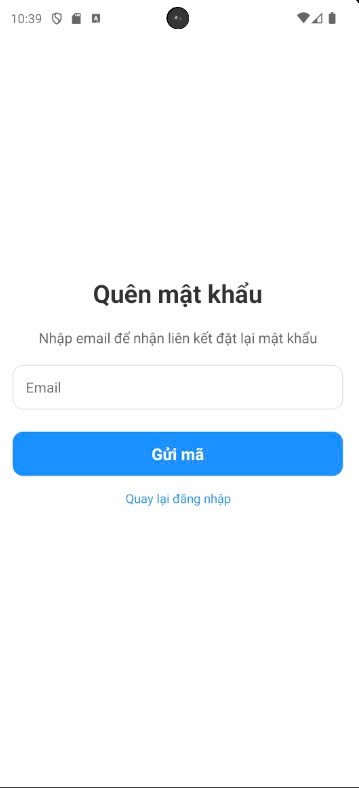 10:39
Quên mật khẩu
Nhập email để nhận liên kết đặt lại mật khẩu
Email
Gửi mã
Quay lại đăng nhập